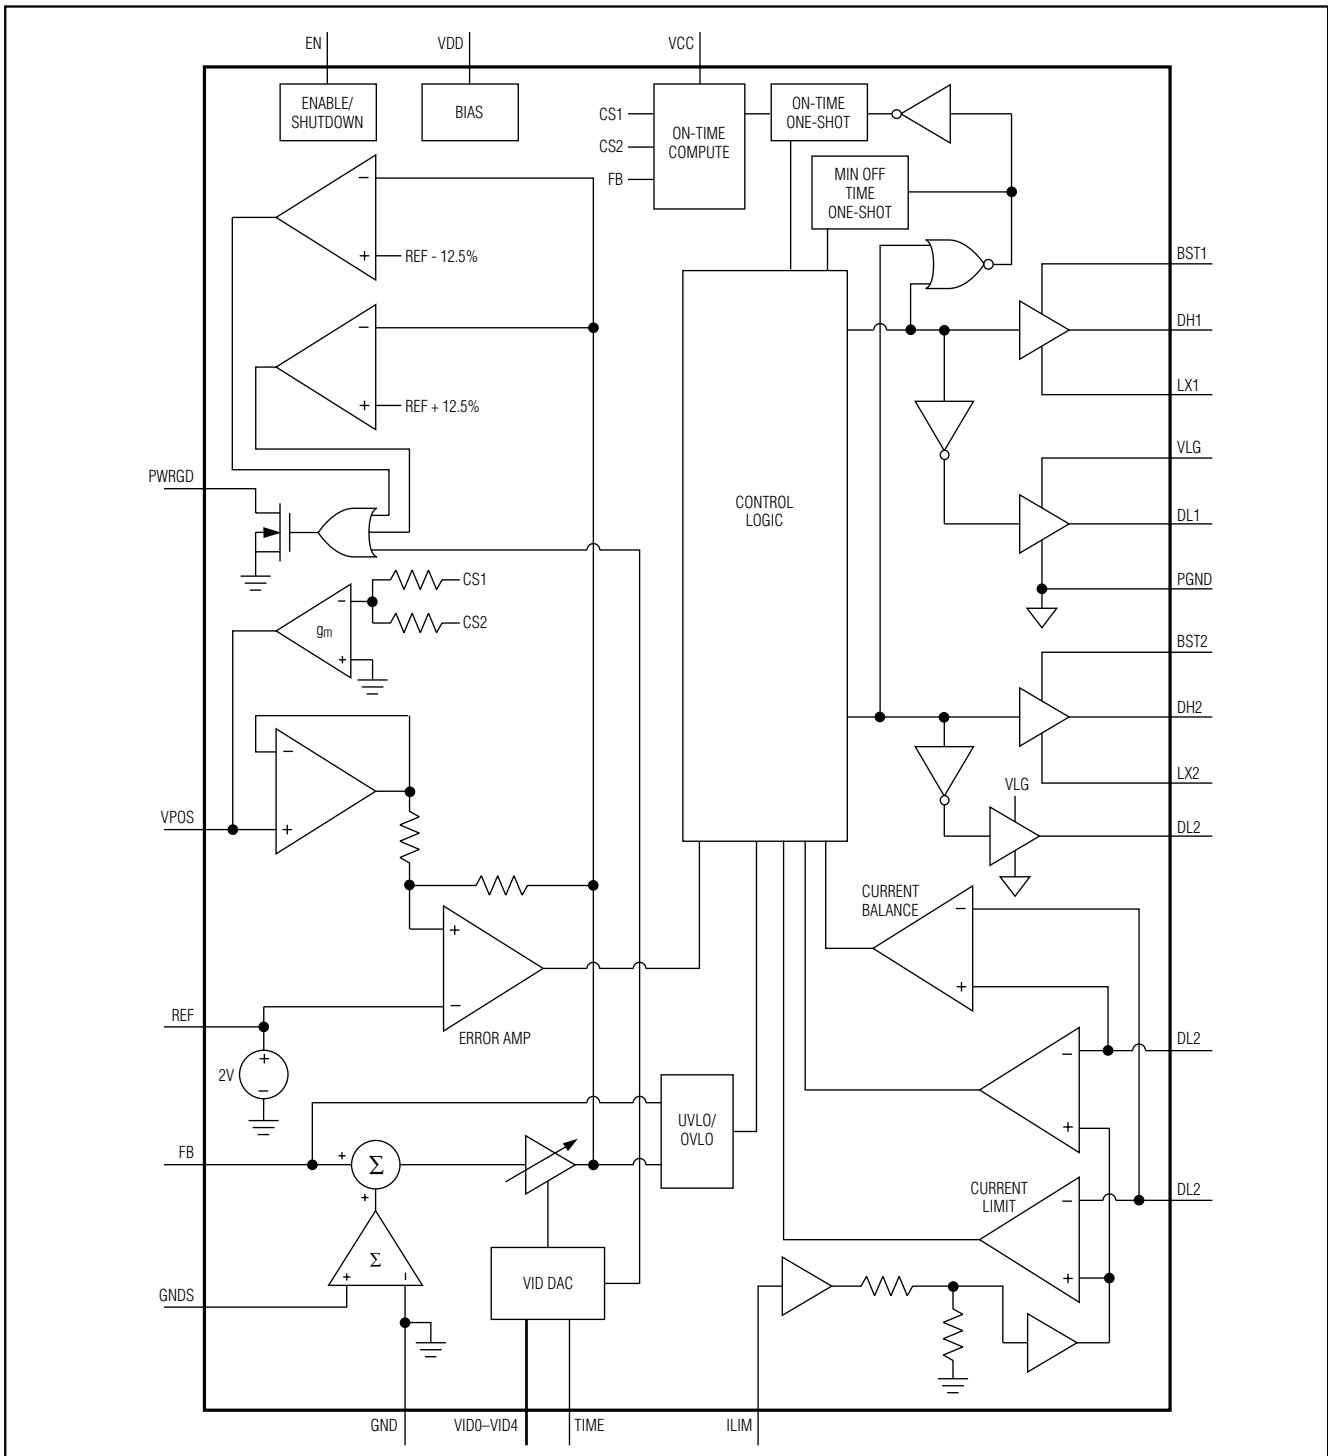 EN
VDD
VCC
ENABLE/
SHUTDOWN
BIAS
CS1
CS2
FB
ON-TIME
COMPUTE
ON-TIME
ONE-SHOT
MIN OFF
TIME
ONE-SHOT
−
+
REF - 12.5%
−
+
REF + 12.5%
BST1
DH1
LX1
PWRGD
VLG
CONTROL
LOGIC
DL1
PGND
CS1
CS2
−
gm
+
BST2
DH2
LX2
−
+
VPOS
VLG
DL2
CURRENT
BALANCE
−
+
+
−
ERROR AMP
REF
+
2V
−
−
+
DL2
UVLO/
OVLO
FB
+
Σ
+
Σ
+
−
CURRENT
LIMIT
−
+
DL2
VID DAC
GNDS
GND
VID0–VID4
TIME
ILIM